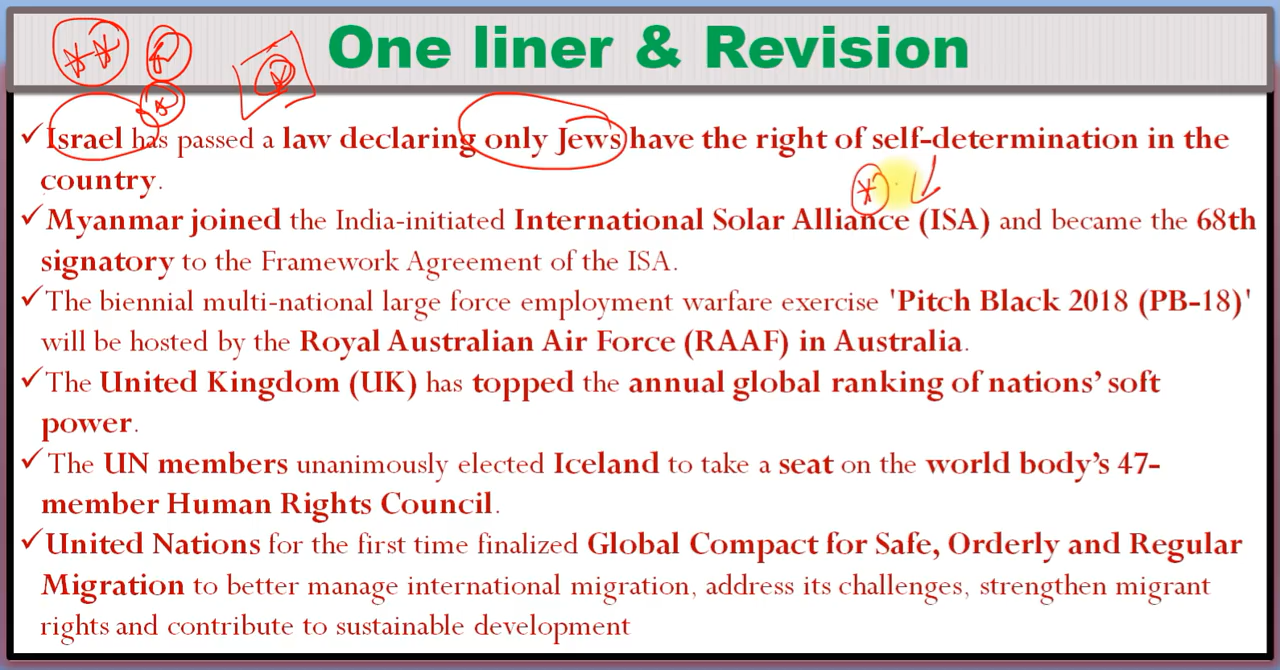 One liner & Revision
✓ Israel has passed a law declaring only Jews have the right of self-determination in the
country.
✓ Myanmar joined the India-initiated International Solar Alliance (ISA) and became the 68th
signatory to the Framework Agreement of the ISA.
✓ The biennial multi-national large force employment warfare exercise 'Pitch Black 2018 (PB-18)'
will be hosted by the Royal Australian Air Force (RAAF) in Australia.
✓ The United Kingdom (UK) has topped the annual global ranking of nations’ soft
power.
✓ The UN members unanimously elected Iceland to take a seat on the world body’s 47-
member Human Rights Council.
✓ United Nations for the first time finalized Global Compact for Safe, Orderly and Regular
Migration to better manage international migration, address its challenges, strengthen migrant
rights and contribute to sustainable development